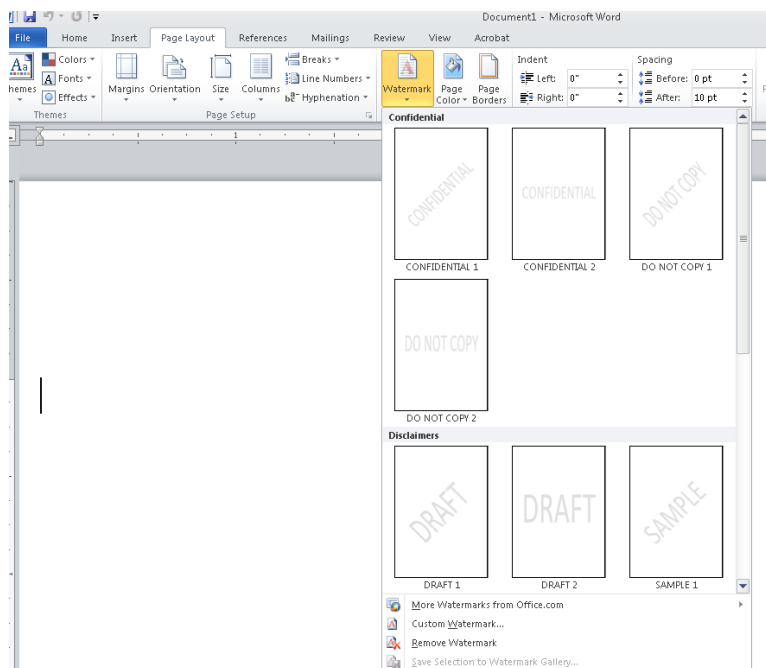 Document1 - Microsoft Word
File Home Insert Page Layout References Mailings Review View Acrobat
Colors
Fonts
Effects
hemes
Themes
Margins Orientation Size Columns
Breaks
Line Numbers
Hyphenation
Page Setup
Watermark
Page Color
Page Borders
Indent
Left: 0"
Right: 0"
Spacing
Before: 0 pt
After: 10 pt
1
Confidential
CONFIDENTIAL
CONFIDENTIAL
DO NOT COPY
CONFIDENTIAL 1 CONFIDENTIAL 2 DO NOT COPY 1
DO NOT COPY
DO NOT COPY 2
Disclaimers
DRAFT
DRAFT
SAMPLE
DRAFT 1 DRAFT 2 SAMPLE 1
More Watermarks from Office.com
Custom Watermark...
Remove Watermark
Save Selection to Watermark Gallery...